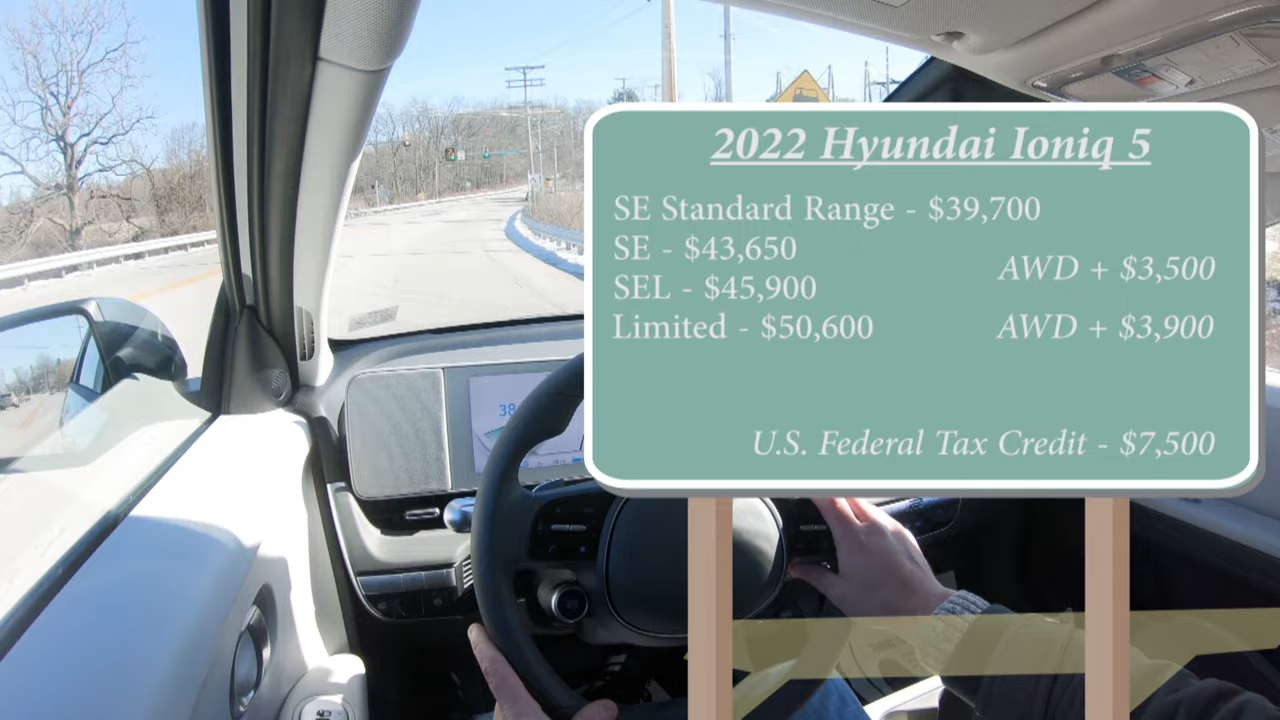 2022 Hyundai Ioniq 5
SE Standard Range - $39,700
SE - $43,650
AWD + $3,500
SEL - $45,900
Limited - $50,600
AWD + $3,900
U.S. Federal Tax Credit - $7,500
38